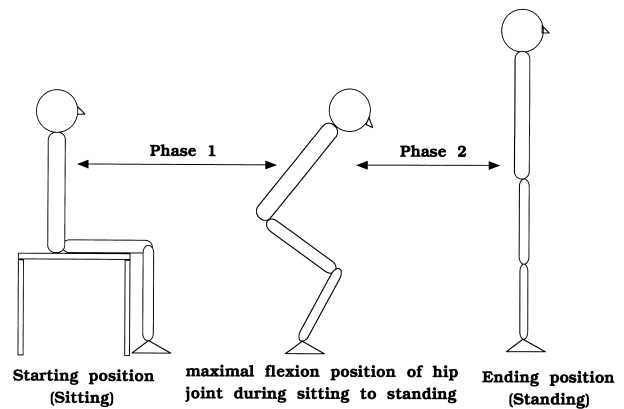 Phase 1
Phase 2
Starting position
(Sitting)
maximal flexion position of hip
joint during sitting to standing
Ending position
(Standing)